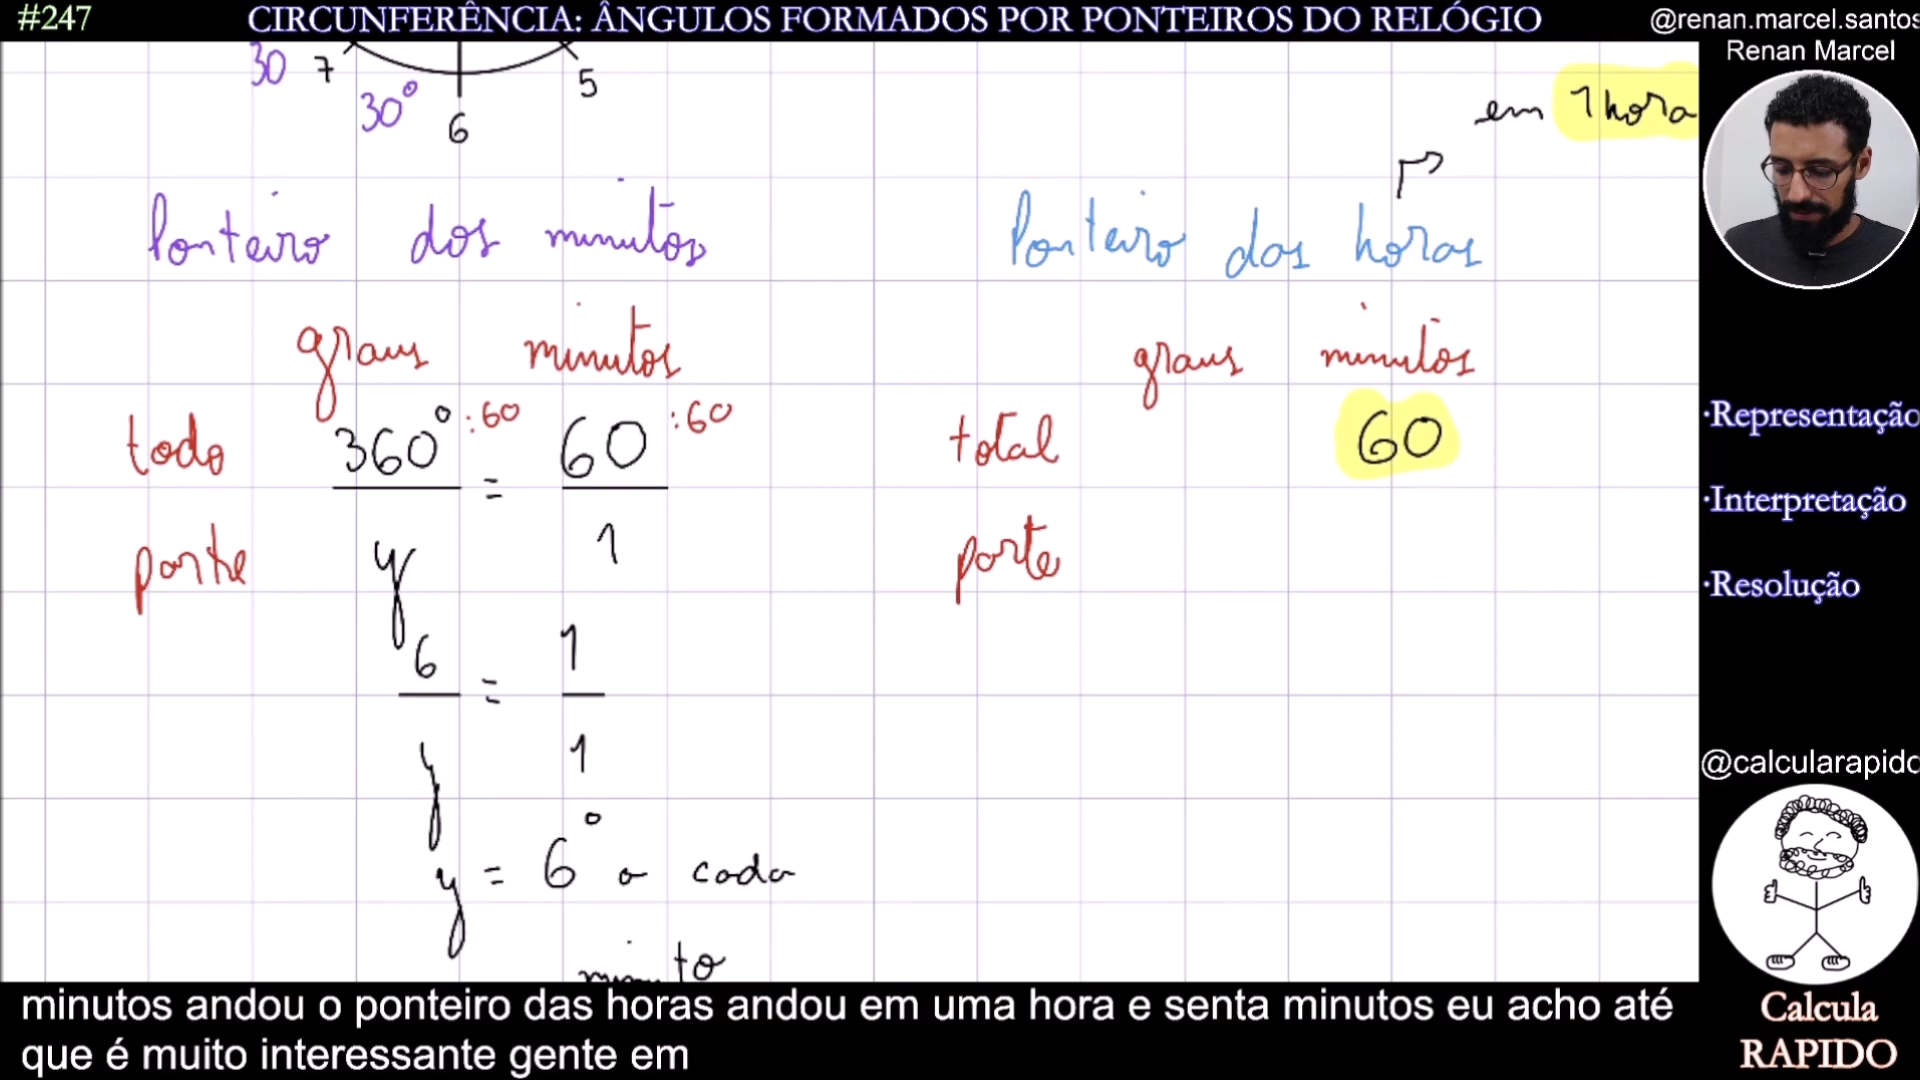 #247
CIRCUNFERÊNCIA: ÂNGULOS FORMADOS POR PONTEIROS DO RELÓGIO
@renan.marcel.santos
Renan Marcel
30 7
30°
6
5
em 1 hora
Ponteiro dos minutos
Ponteiro das horas
graus minutos
graus minutos
todo 360° :60 = 60 :60
total 60
parte y 1
parte
6 = 1
y 1
y = 6° a cada
minuto
·Representação
·Interpretação
·Resolução
@calcularapido
Calcula
RAPIDO
minutos andou o ponteiro das horas andou em uma hora e senta minutos eu acho até
que é muito interessante gente em